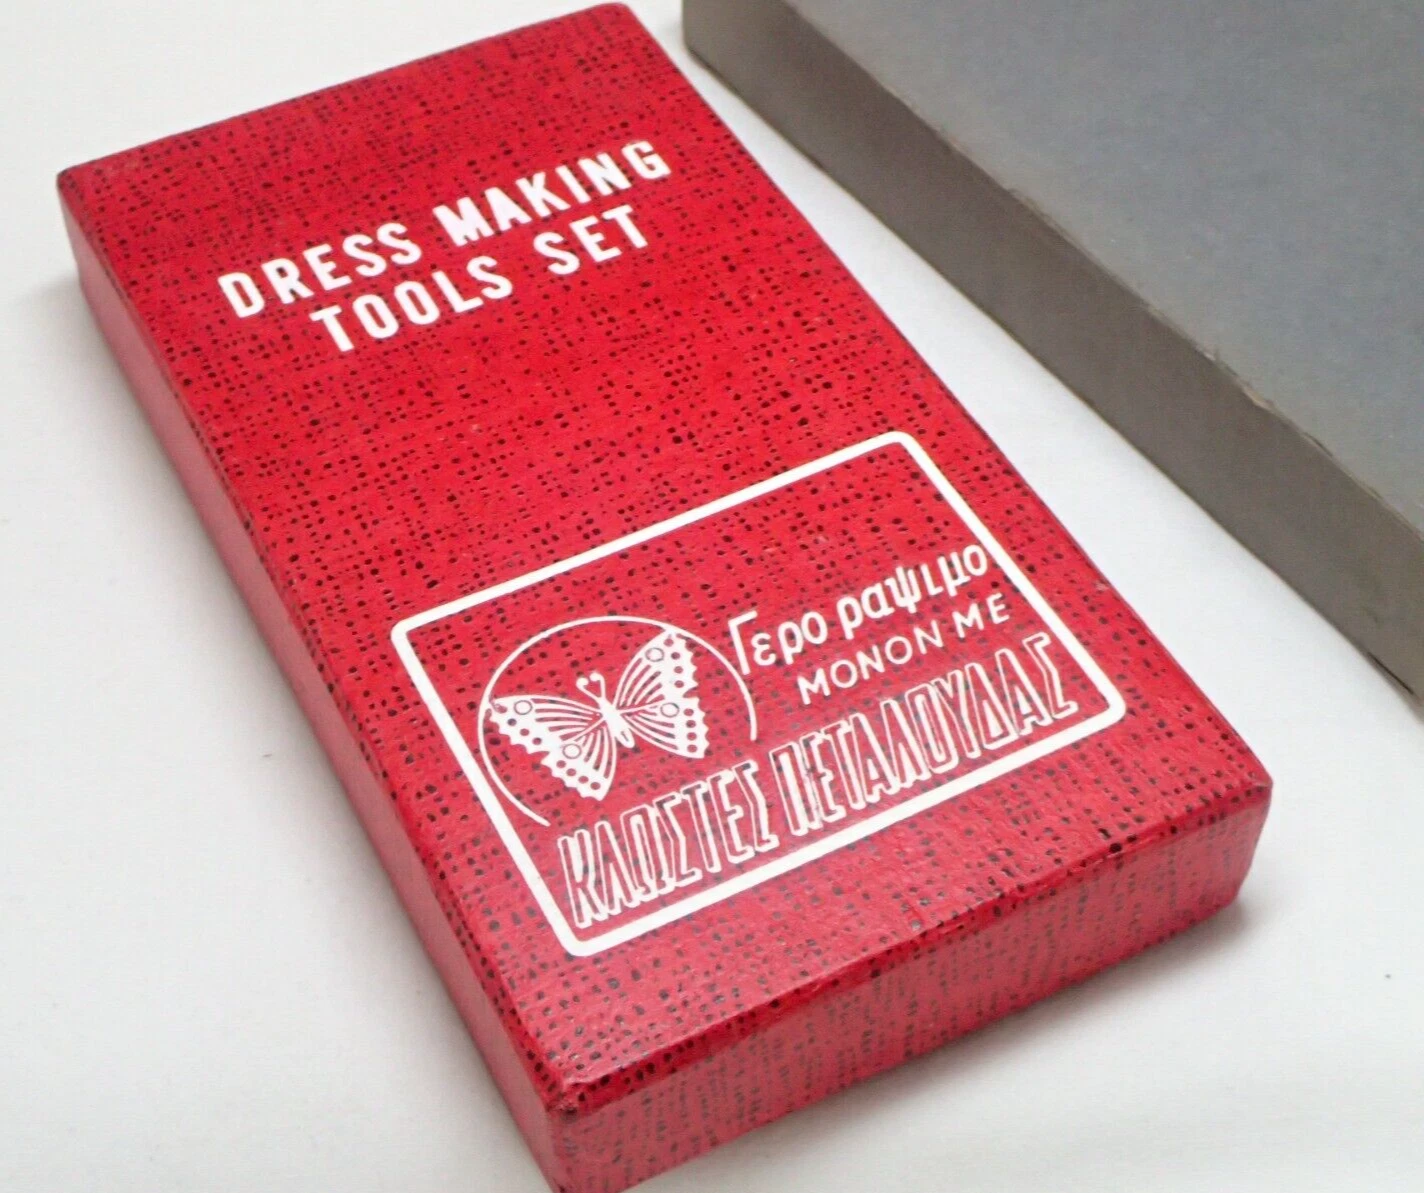 DRESS MAKING
TOOLS SET
Γερο ραψιμο
ΜΟΝΟΝ ΜΕ
ΚΛΩΣΤΕΣ ΠΕΤΑΛΟΥΔΑΣ